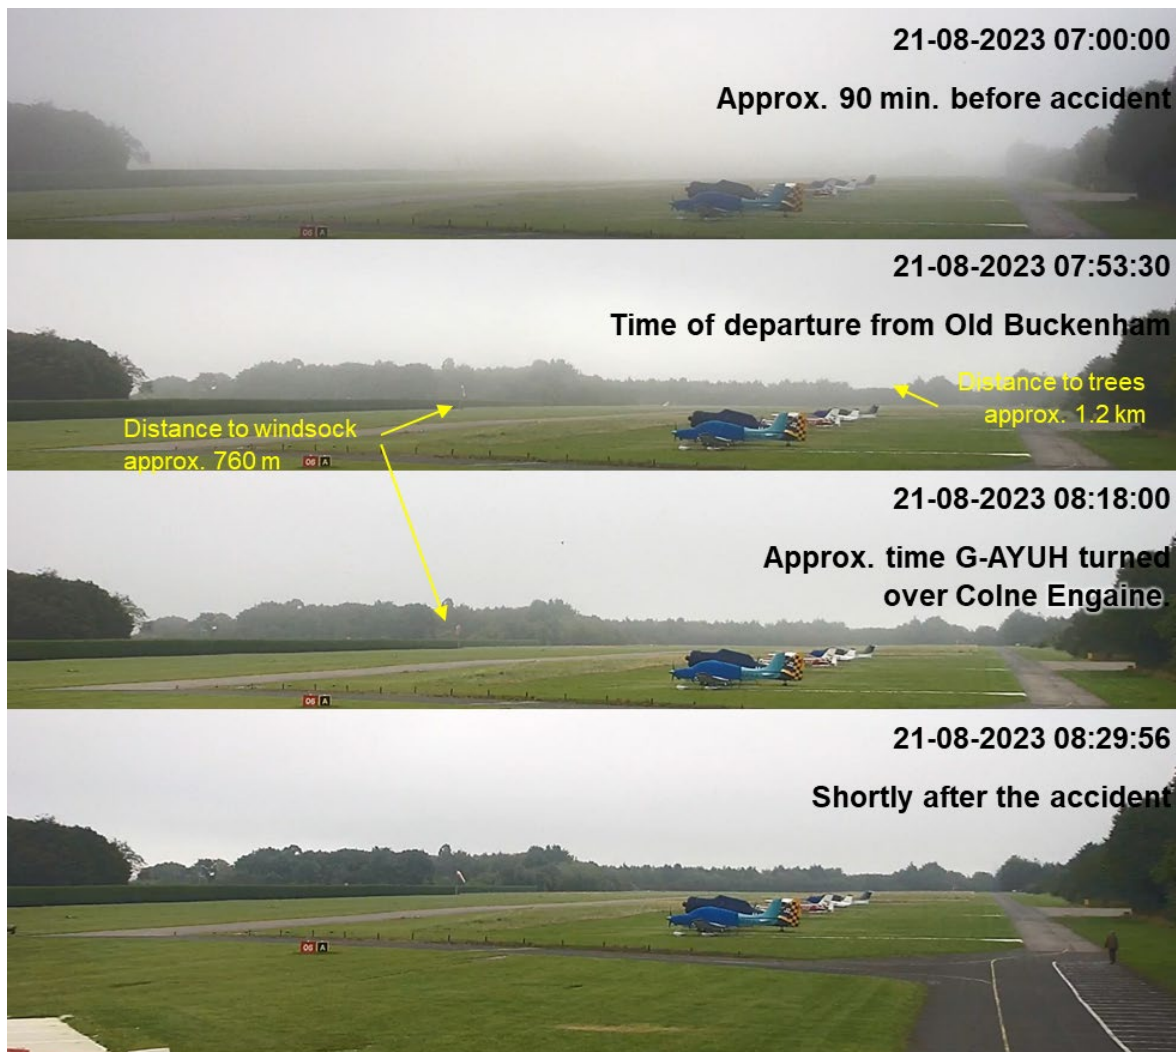 21-08-2023 07:00:00
Approx. 90 min. before accident
06 A
21-08-2023 07:53:30
Time of departure from Old Buckenham
Distance to trees
approx. 1.2 km
Distance to windsock
approx. 760 m
06 A
21-08-2023 08:18:00
Approx. time G-AYUH turned
over Colne Engaine.
06 A
21-08-2023 08:29:56
Shortly after the accident
06 A